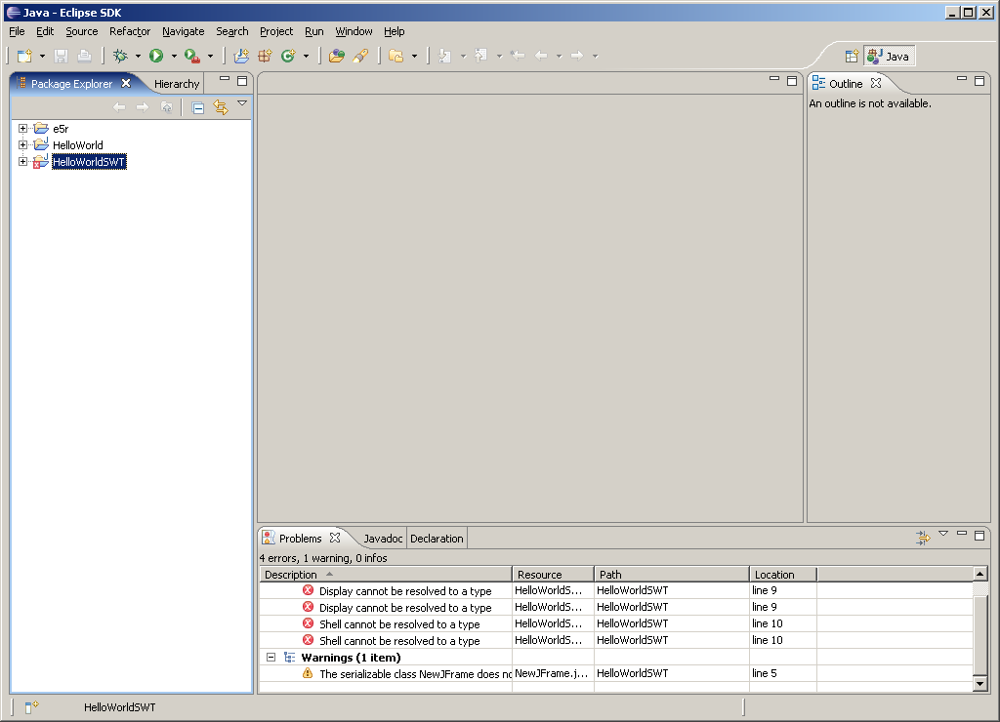 Java - Eclipse SDK
File Edit Source Refactor Navigate Search Project Run Window Help
Java
Package Explorer Hierarchy
Outline
An outline is not available.
e5r
HelloWorld
HelloWorldSWT
Problems Javadoc Declaration
4 errors, 1 warning, 0 infos
Description Resource Path Location
Display cannot be resolved to a type HelloWorldS... HelloWorldSWT line 9
Display cannot be resolved to a type HelloWorldS... HelloWorldSWT line 9
Shell cannot be resolved to a type HelloWorldS... HelloWorldSWT line 10
Shell cannot be resolved to a type HelloWorldS... HelloWorldSWT line 10
Warnings (1 item)
The serializable class NewJFrame does no NewJFrame.j... HelloWorldSWT line 5
HelloWorldSWT